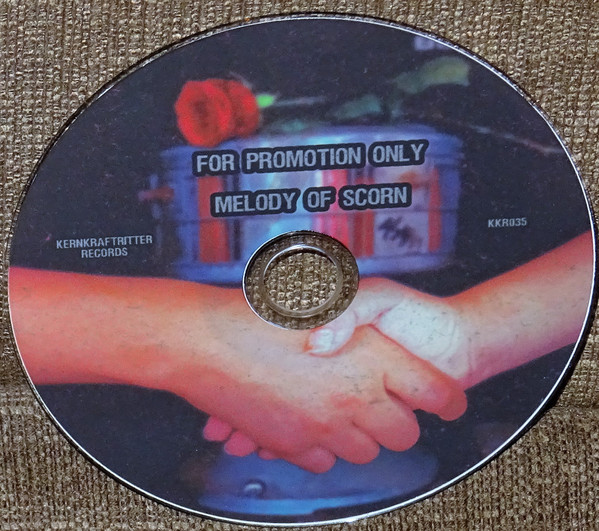 FOR PROMOTION ONLY
MELODY OF SCORN
KERNKRAFTRITTER
RECORDS
KKR035